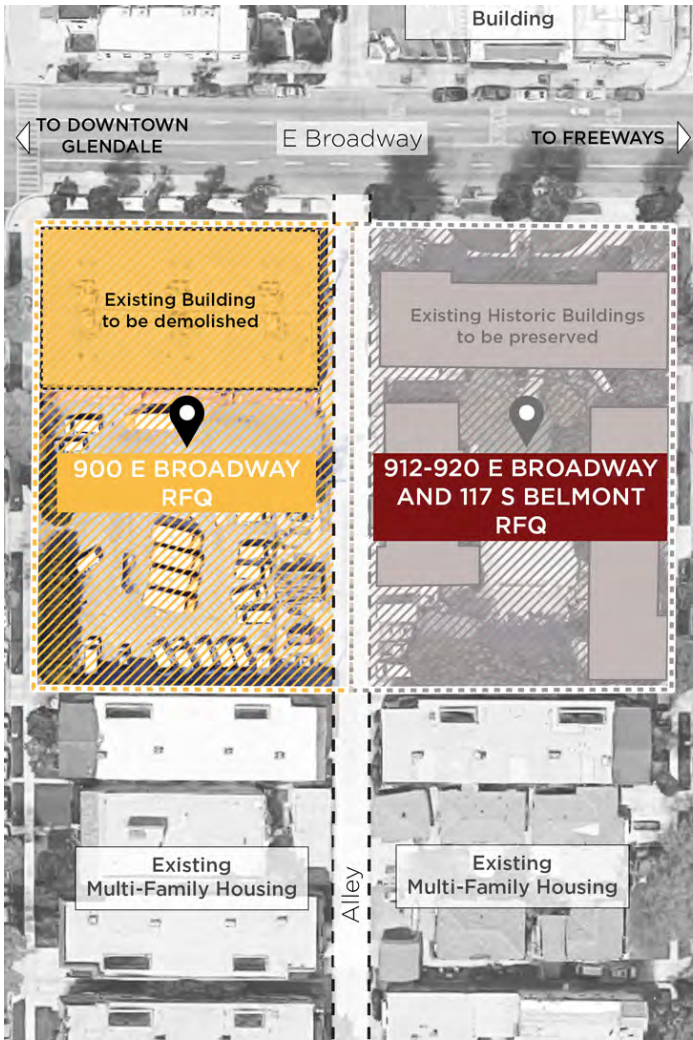 Building
TO DOWNTOWN
GLENDALE
E Broadway
TO FREEWAYS
Existing Building
to be demolished
Existing Historic Buildings
to be preserved
900 E BROADWAY
RFQ
912-920 E BROADWAY
AND 117 S BELMONT
RFQ
Existing
Multi-Family Housing
Alley
Existing
Multi-Family Housing